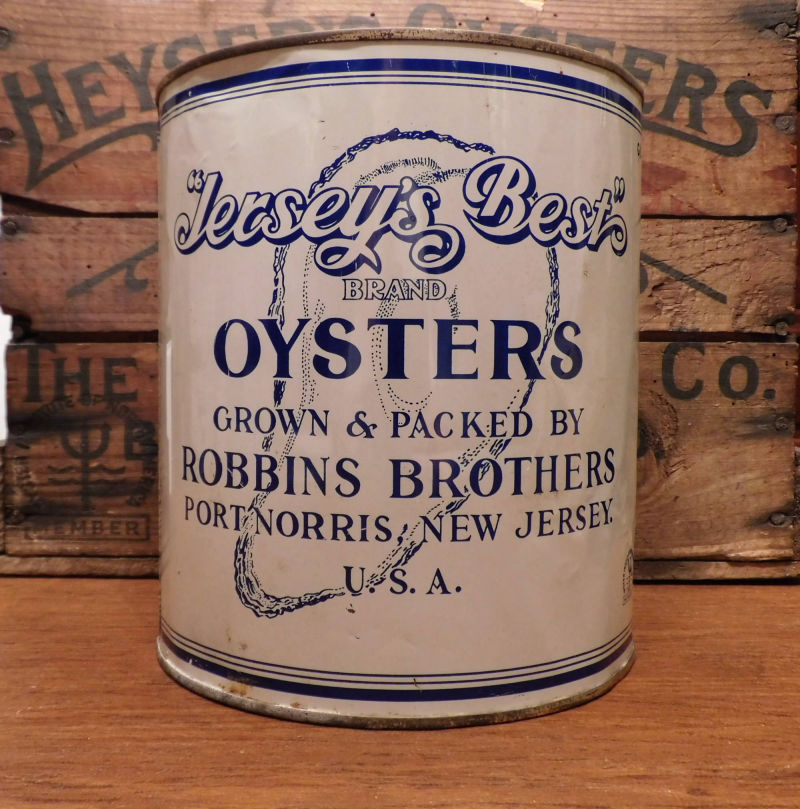 HEYSER'S OYSTERS
"Jersey's Best"
BRAND
OYSTERS
THE
Co.
GROWN & PACKED BY
ROBBINS BROTHERS
PORT NORRIS, NEW JERSEY.
U. S. A.
MEMBER